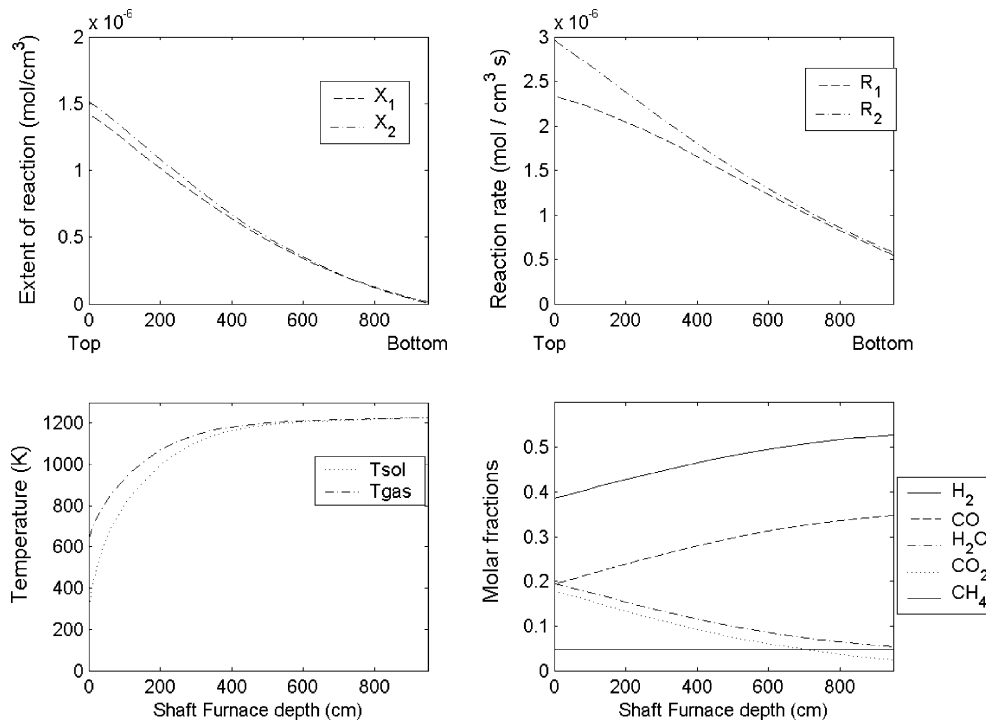 x 10-6
2
1.5
1
0.5
0
Extent of reaction (mol/cm3)
X1
X2
0 200 400 600 800
Top Bottom
x 10-6
3
2.5
2
1.5
1
0.5
0
Reaction rate (mol / cm3 s)
R1
R2
0 200 400 600 800
Top Bottom
1200
1000
800
600
400
200
0
Temperature (K)
Tsol
Tgas
0 200 400 600 800
Shaft Furnace depth (cm)
0.5
0.4
0.3
0.2
0.1
0
Molar fractions
H2
CO
H2O
CO2
CH4
0 200 400 600 800
Shaft Furnace depth (cm)